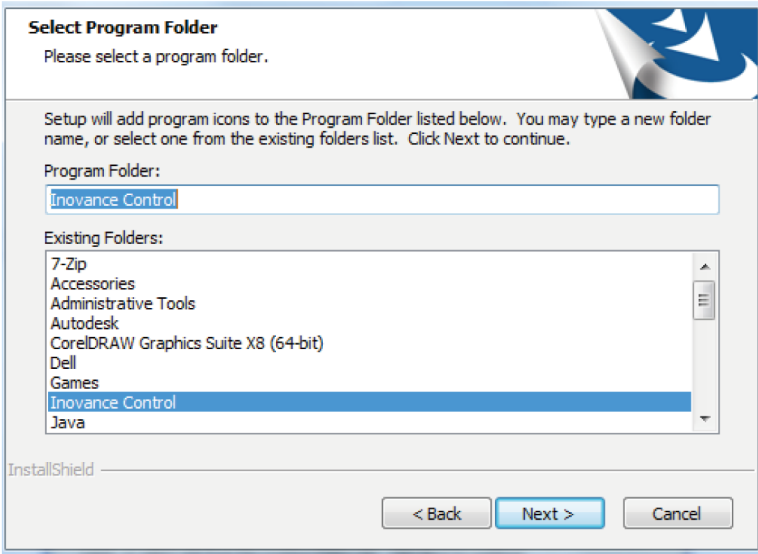 Select Program Folder
Please select a program folder.
Setup will add program icons to the Program Folder listed below.  You may type a new folder
name, or select one from the existing folders list.  Click Next to continue.
Program Folder:
Inovance Control
Existing Folders:
7-Zip
Accessories
Administrative Tools
Autodesk
CorelDRAW Graphics Suite X8 (64-bit)
Dell
Games
Inovance Control
Java
InstallShield
< Back
Next >
Cancel